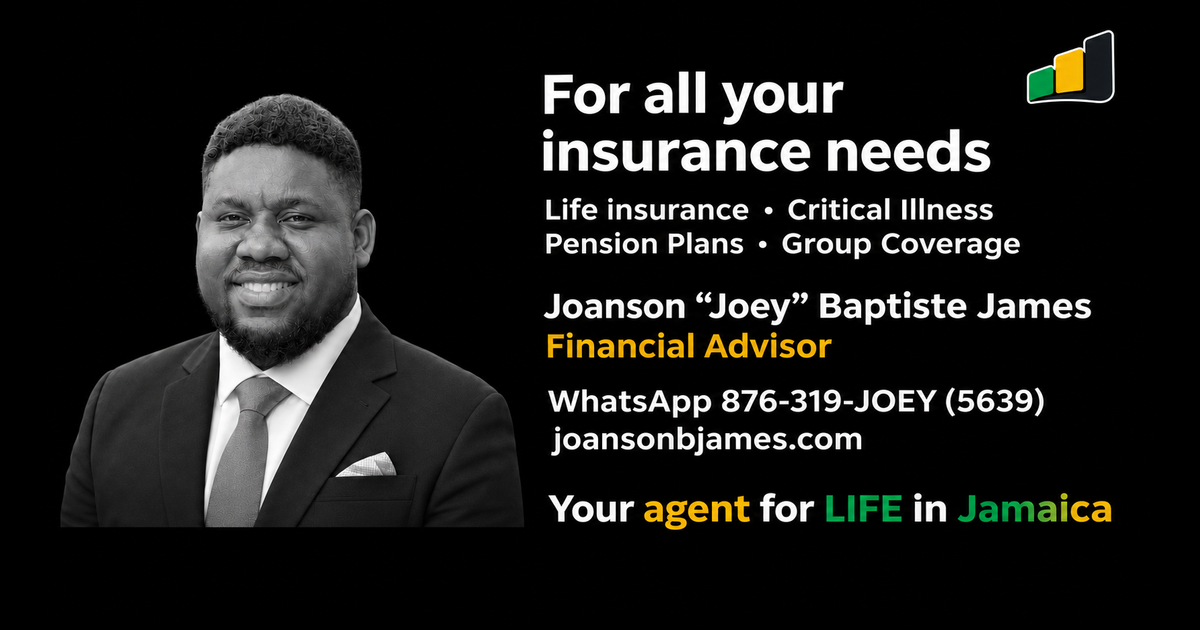 For all your
insurance needs
Life insurance • Critical Illness
Pension Plans • Group Coverage
Joanson “Joey” Baptiste James
Financial Advisor
WhatsApp 876-319-JOEY (5639)
joansonbjames.com
Your agent for LIFE in Jamaica